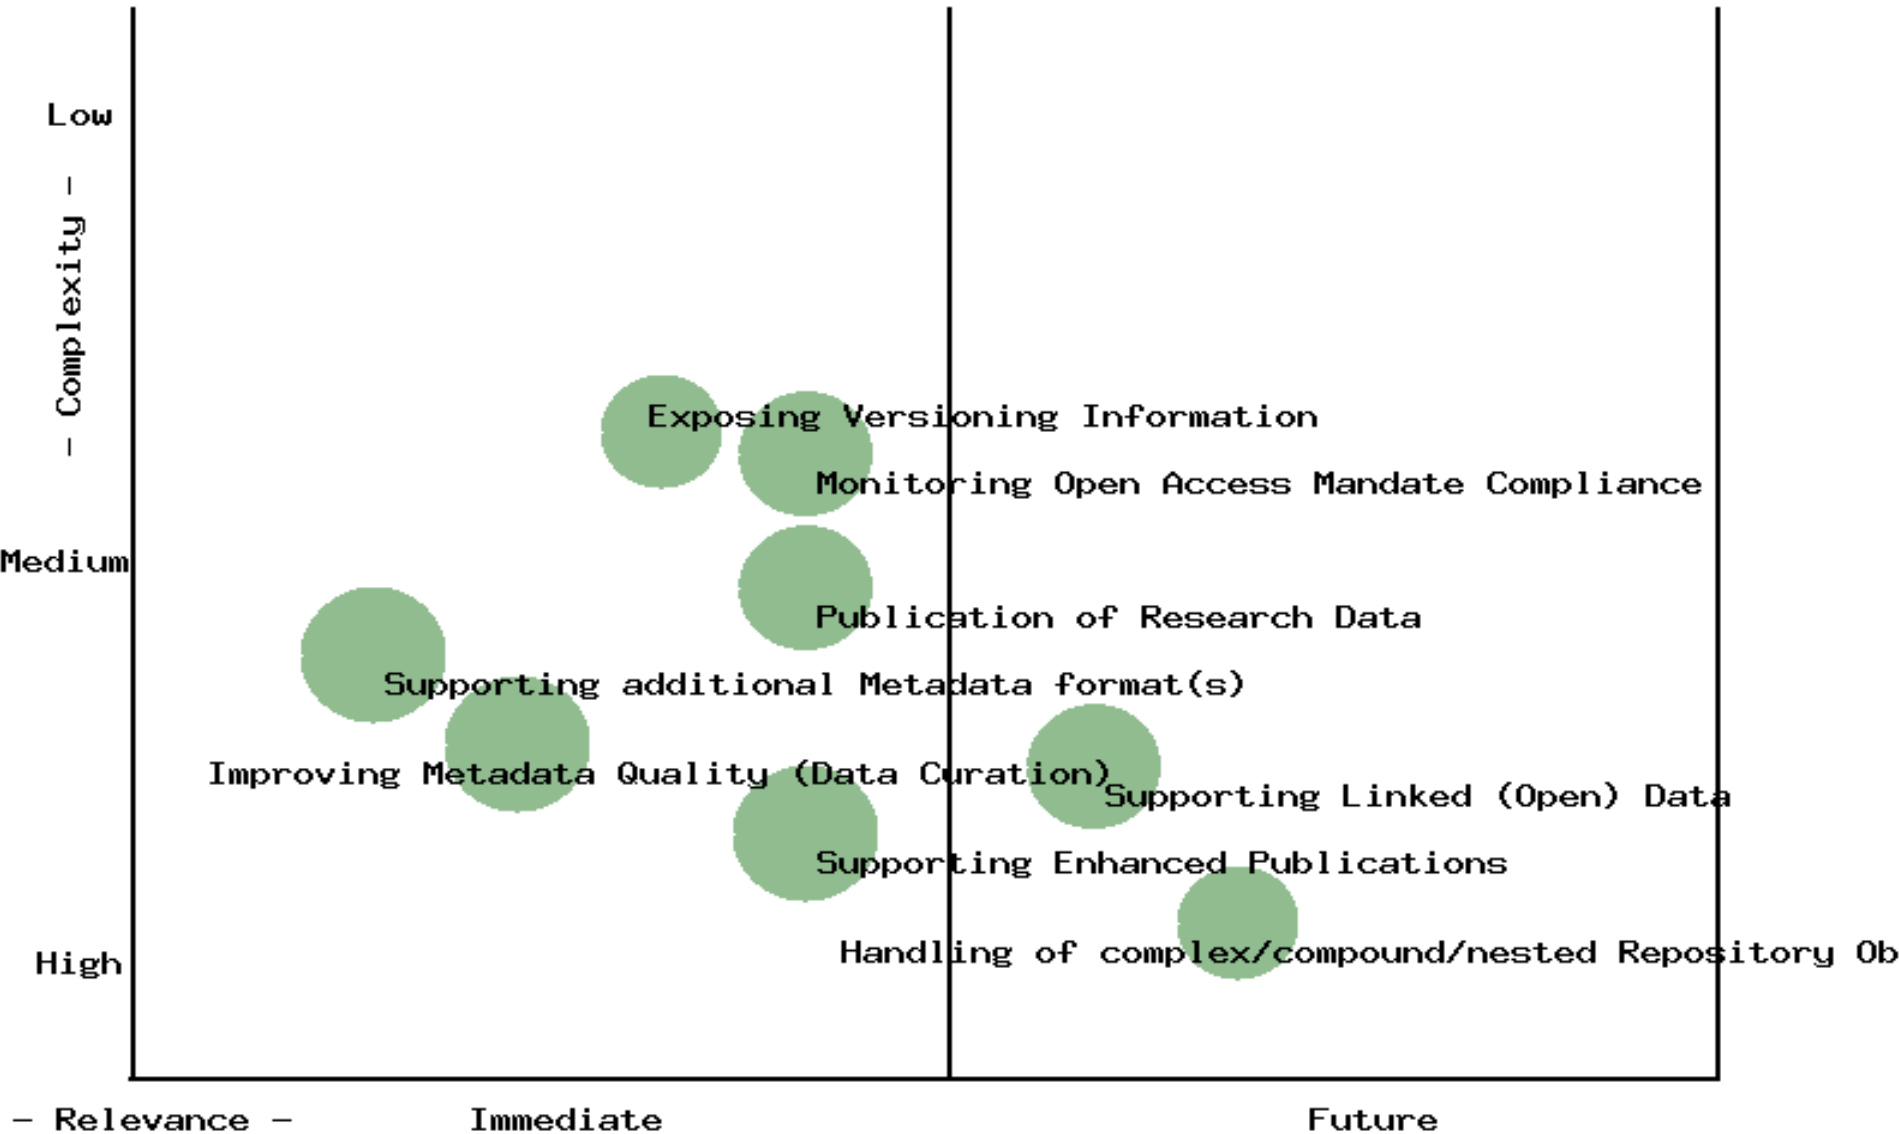 Low
- Complexity -
Exposing Versioning Information
Monitoring Open Access Mandate Compliance
Medium
Publication of Research Data
Supporting additional Metadata format(s)
Improving Metadata Quality (Data Curation)
Supporting Linked (Open) Data
Supporting Enhanced Publications
Handling of complex/compound/nested Repository Ob
High
- Relevance -
Immediate
Future